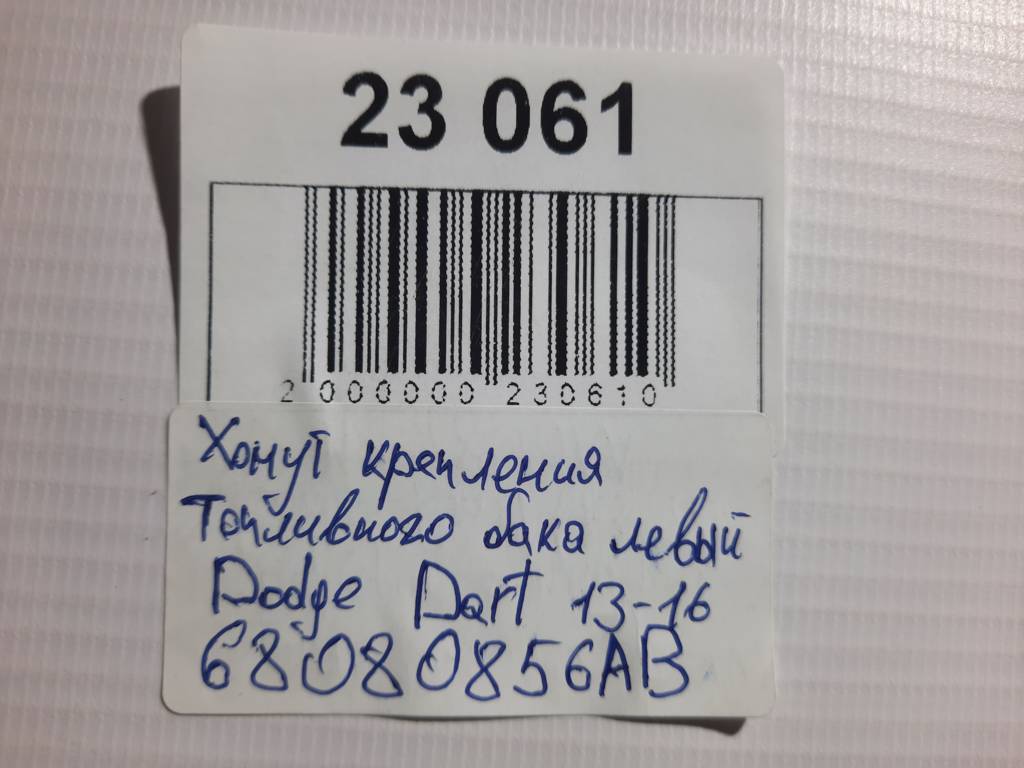 23 061
2 000000 230610
Хомут крепления
Топливного бака левый
Dodge Dart 13-16
68080856AB